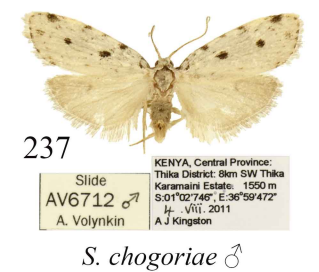 237
Slide
AV6712 ♂
A. Volynkin
KENYA, Central Province:
Thika District: 8km SW Thika
Karamaini Estate. 1550 m
S:01°02'746", E:36°59'472"
4 .viii. 2011
A J Kingston
S. chogoriae ♂